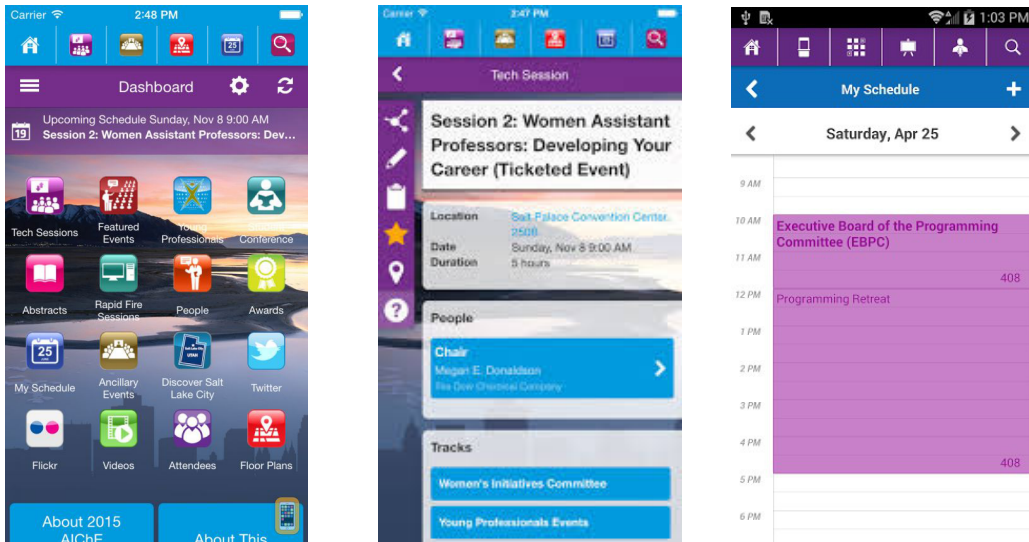 Carrier 2:48 PM
Dashboard
Upcoming Schedule Sunday, Nov 8 9:00 AM
19 Session 2: Women Assistant Professors: Dev...
Tech Sessions
Featured
Events
Young
Professionals
Conference
Abstracts
Rapid Fire
Sessions
People
Awards
25
My Schedule
Ancillary
Events
Discover Salt
Lake City
Twitter
Flickr
Videos
Attendees
Floor Plans
About 2015
AIChE
About This
Carrier 2:47 PM
Tech Session
Session 2: Women Assistant
Professors: Developing Your
Career (Ticketed Event)
Location Salt Palace Convention Center,
250B
Date Sunday, Nov 8 9:00 AM
Duration 5 hours
People
Chair
Megan E. Donaldson
The Dow Chemical Company
Tracks
Women's Initiatives Committee
Young Professionals Events
1:03 PM
My Schedule +
Saturday, Apr 25
9 AM
10 AM Executive Board of the Programming
Committee (EBPC)
11 AM
408
12 PM Programming Retreat
1 PM
2 PM
3 PM
4 PM
408
5 PM
6 PM